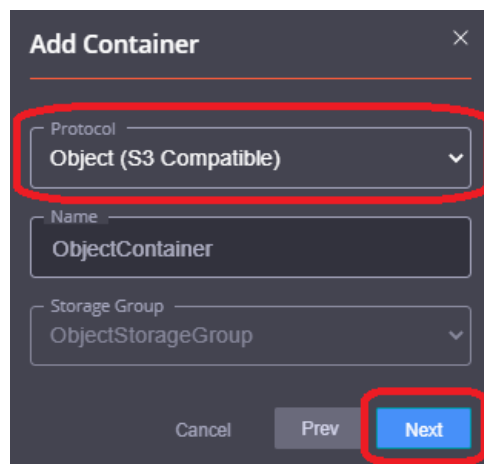 Add Container
Protocol
Object (S3 Compatible)
Name
ObjectContainer
Storage Group
ObjectStorageGroup
Cancel Prev Next